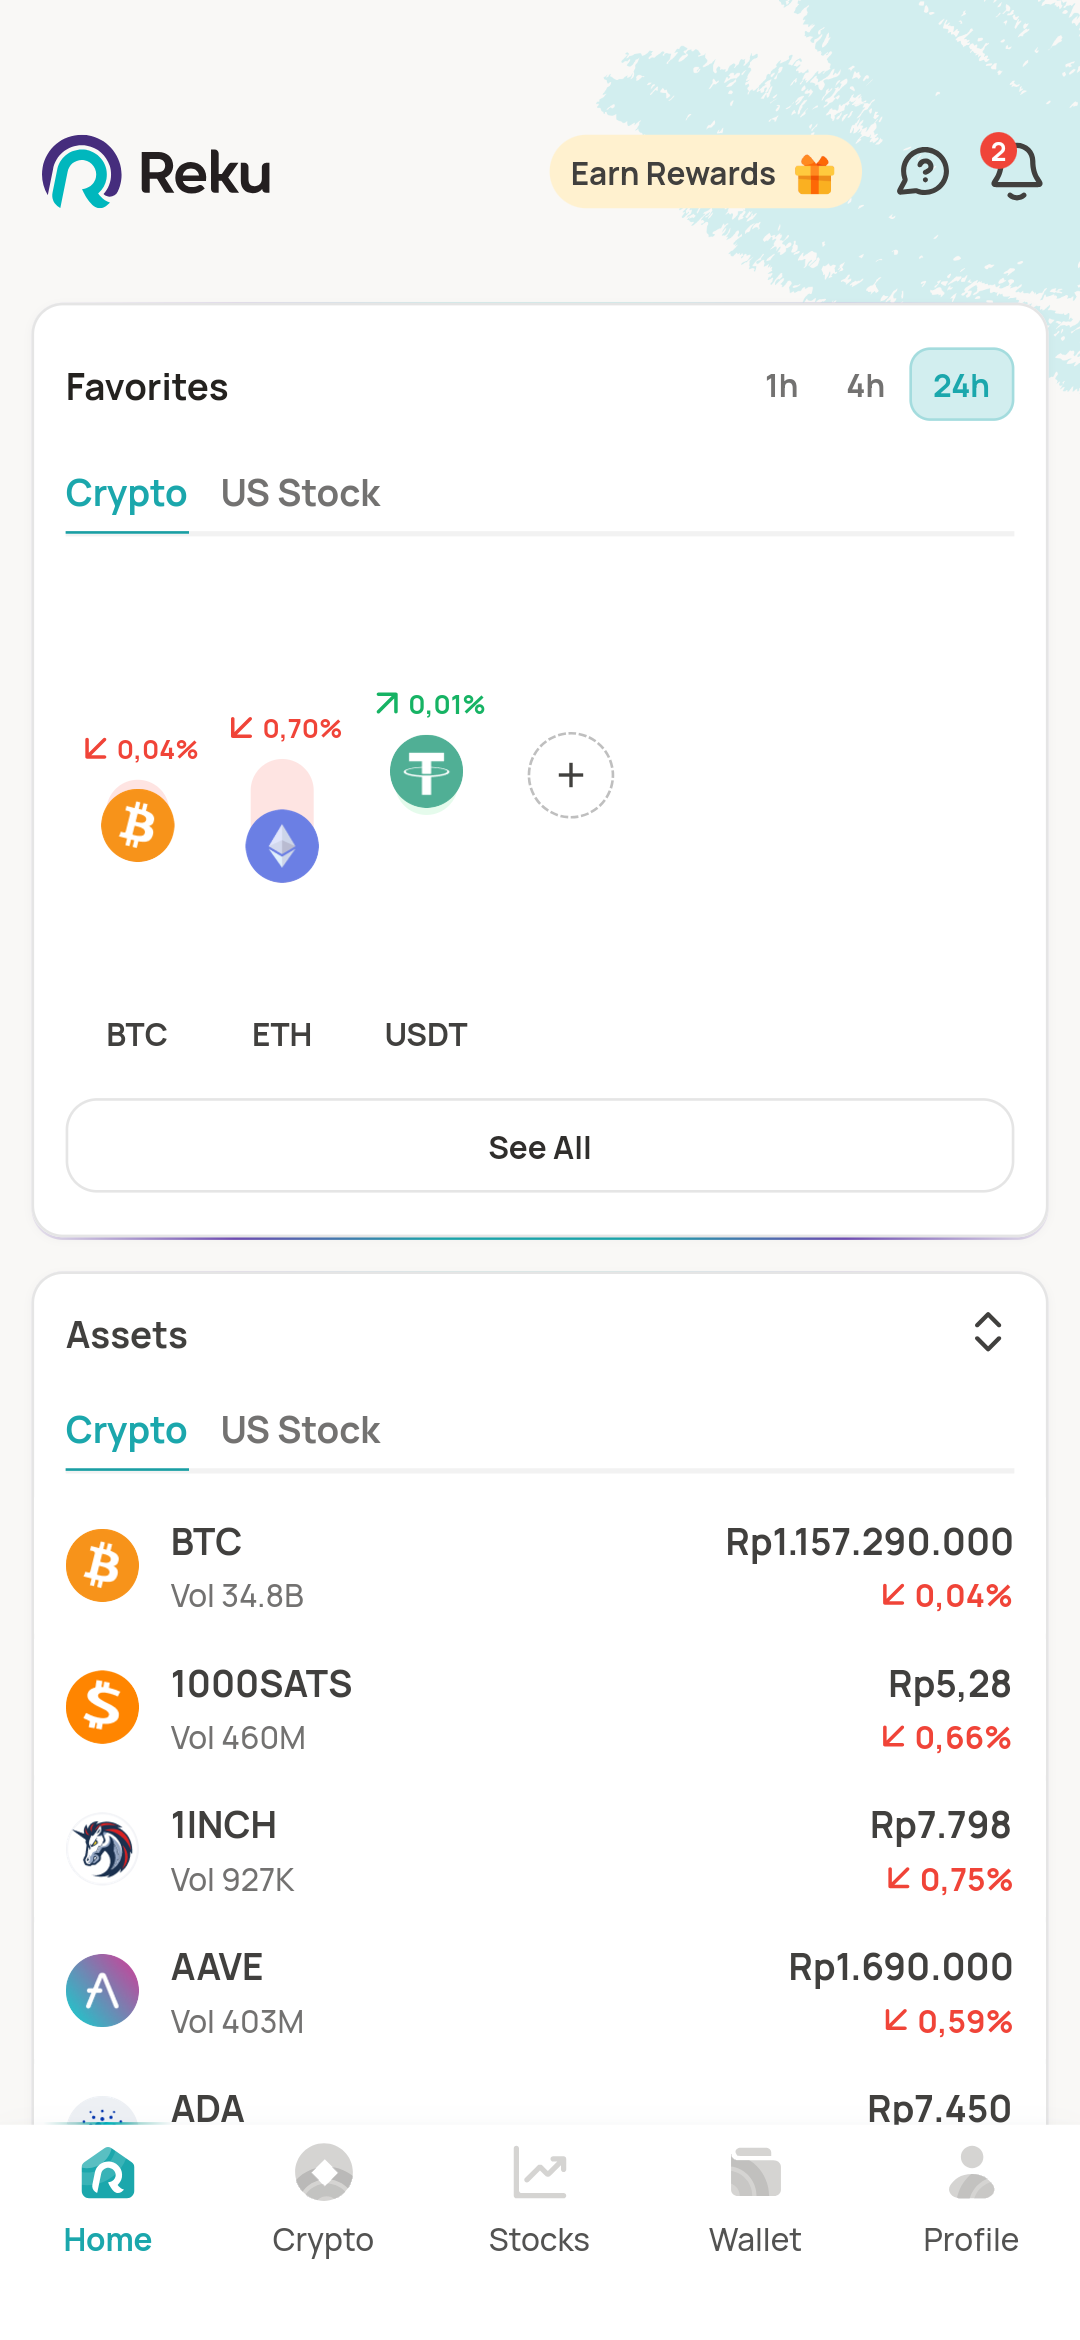 Reku
Earn Rewards
2
Favorites
1h 4h 24h
Crypto US Stock
0,04%
0,70%
0,01%
BTC ETH USDT
See All
Assets
Crypto US Stock
BTC Rp1.157.290.000
Vol 34.8B 0,04%
1000SATS Rp5,28
Vol 460M 0,66%
1INCH Rp7.798
Vol 927K 0,75%
AAVE Rp1.690.000
Vol 403M 0,59%
ADA Rp7.450
Home Crypto Stocks Wallet Profile